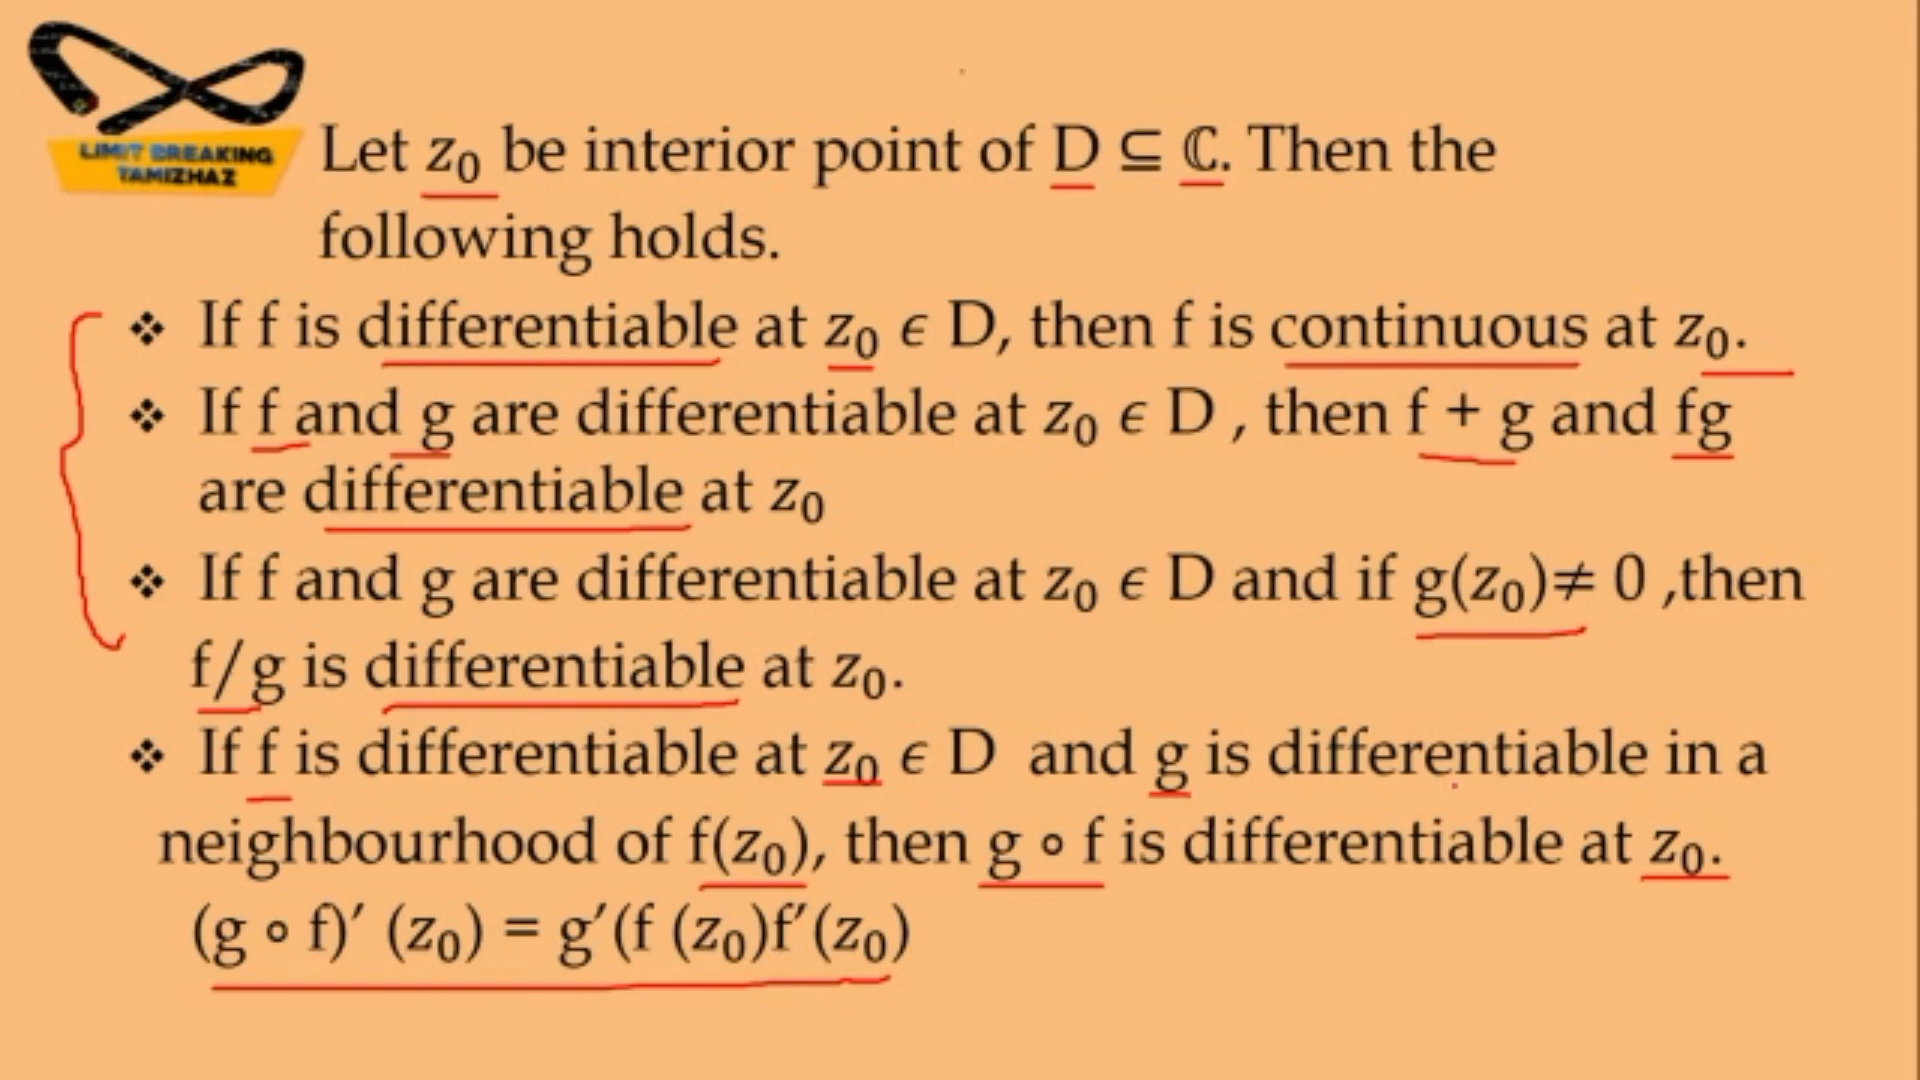 LIMIT BREAKING
TAMIZHAZ
Let z₀ be interior point of D ⊆ ℂ. Then the
following holds.
❖ If f is differentiable at z₀ ϵ D, then f is continuous at z₀.
❖ If f and g are differentiable at z₀ ϵ D , then f + g and fg
are differentiable at z₀
❖ If f and g are differentiable at z₀ ϵ D and if g(z₀)≠ 0 ,then
f/g is differentiable at z₀.
❖ If f is differentiable at z₀ ϵ D and g is differentiable in a
neighbourhood of f(z₀), then g ∘ f is differentiable at z₀.
(g ∘ f)′ (z₀) = g′(f (z₀)f′(z₀)